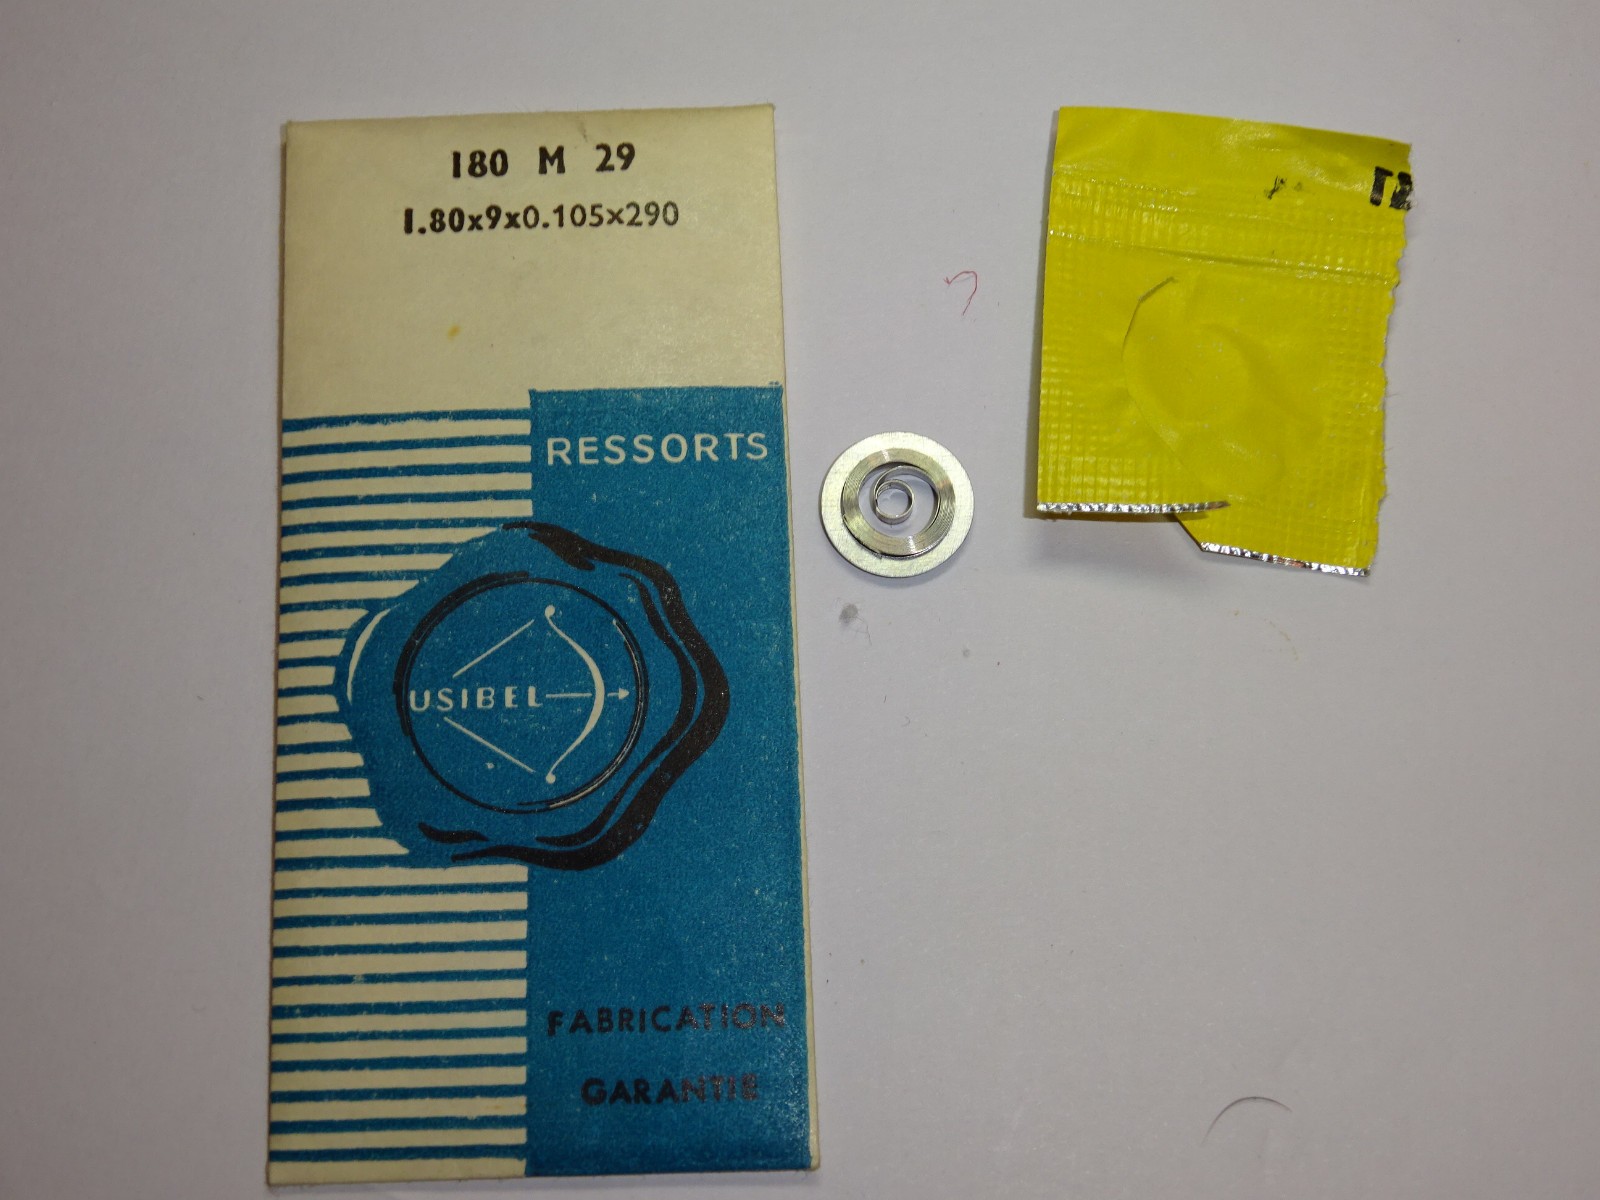 180 M 29
1.80x9x0.105x290
RESSORTS
USIBEL
FABRICATION
GARANTIE